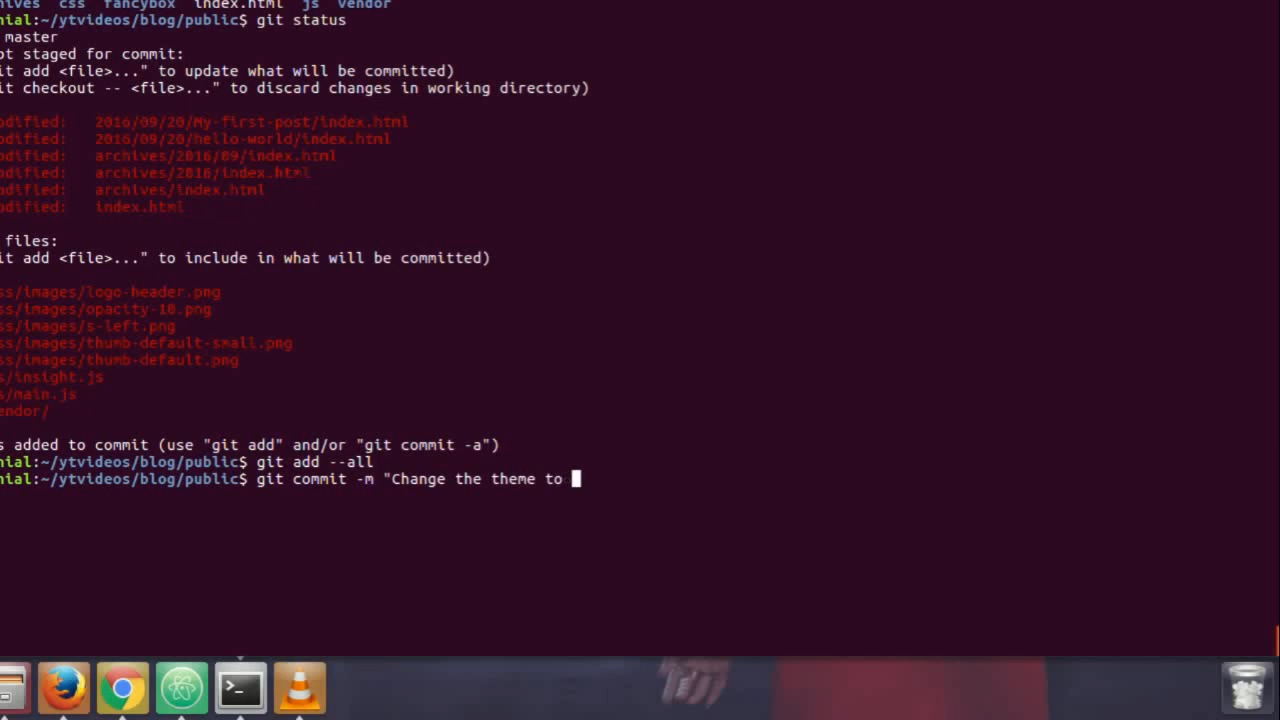 hives css fancybox index.html js vendor
nial:~/ytvideos/blog/public$ git status
master
ot staged for commit:
it add <file>..." to update what will be committed)
it checkout -- <file>..." to discard changes in working directory)
odified: 2016/09/20/My-first-post/index.html
odified: 2016/09/20/hello-world/index.html
odified: archives/2016/09/index.html
odified: archives/2016/index.html
odified: archives/index.html
odified: index.html
files:
it add <file>..." to include in what will be committed)
ss/images/logo-header.png
ss/images/opacity-10.png
ss/images/s-left.png
ss/images/thumb-default-small.png
ss/images/thumb-default.png
s/insight.js
s/main.js
endor/
s added to commit (use "git add" and/or "git commit -a")
nial:~/ytvideos/blog/public$ git add --all
nial:~/ytvideos/blog/public$ git commit -m "Change the theme to